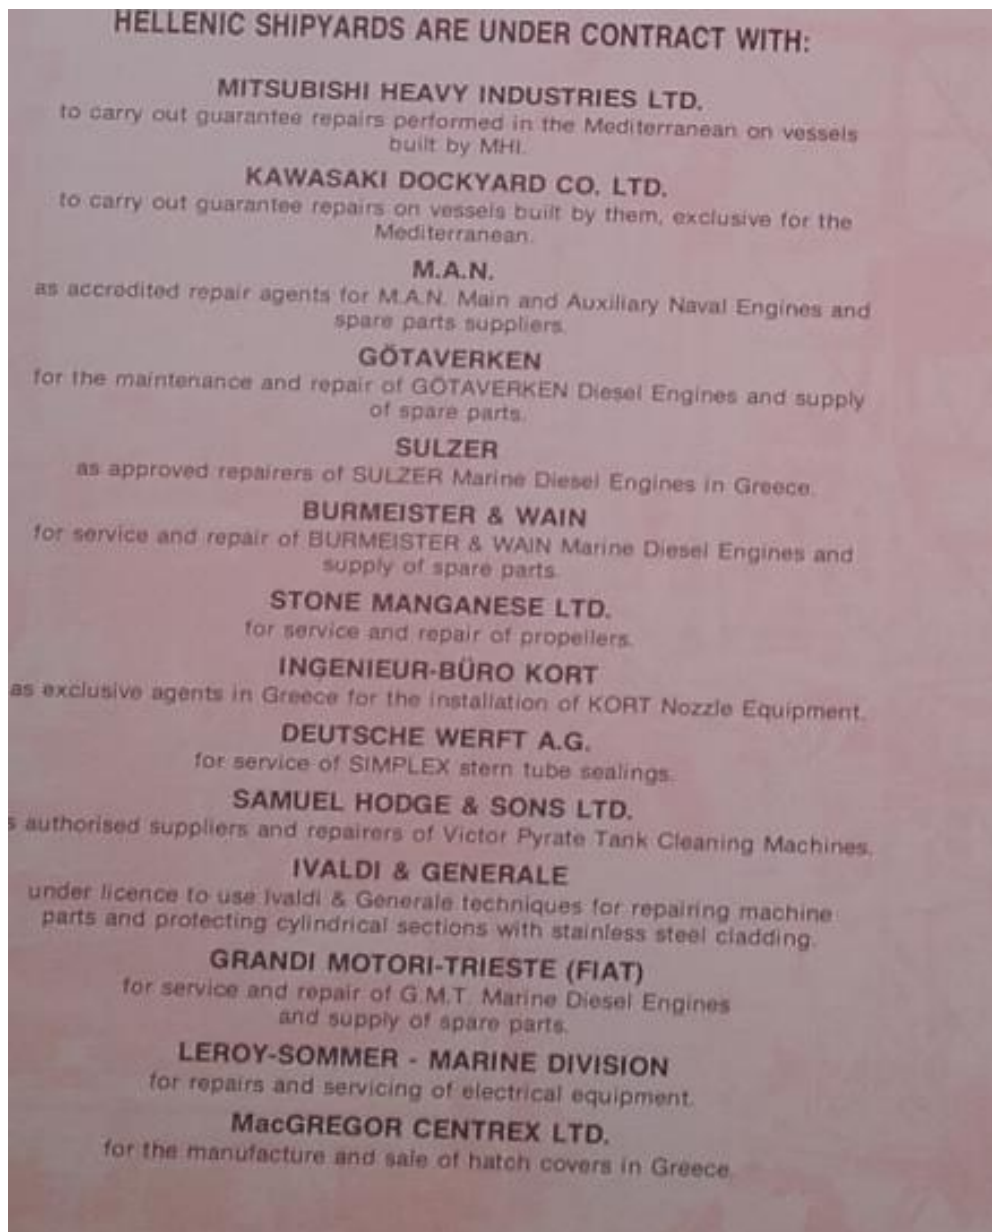 HELLENIC SHIPYARDS ARE UNDER CONTRACT WITH:
MITSUBISHI HEAVY INDUSTRIES LTD.
to carry out guarantee repairs performed in the Mediterranean on vessels
built by MHI.
KAWASAKI DOCKYARD CO. LTD.
to carry out guarantee repairs on vessels built by them, exclusive for the
Mediterranean.
M.A.N.
as accredited repair agents for M.A.N. Main and Auxiliary Naval Engines and
spare parts suppliers.
GÖTAVERKEN
for the maintenance and repair of GÖTAVERKEN Diesel Engines and supply
of spare parts.
SULZER
as approved repairers of SULZER Marine Diesel Engines in Greece.
BURMEISTER & WAIN
for service and repair of BURMEISTER & WAIN Marine Diesel Engines and
supply of spare parts.
STONE MANGANESE LTD.
for service and repair of propellers.
INGENIEUR-BÜRO KORT
as exclusive agents in Greece for the installation of KORT Nozzle Equipment.
DEUTSCHE WERFT A.G.
for service of SIMPLEX stern tube sealings.
SAMUEL HODGE & SONS LTD.
s authorised suppliers and repairers of Victor Pyrate Tank Cleaning Machines.
IVALDI & GENERALE
under licence to use Ivaldi & Generale techniques for repairing machine
parts and protecting cylindrical sections with stainless steel cladding.
GRANDI MOTORI-TRIESTE (FIAT)
for service and repair of G.M.T. Marine Diesel Engines
and supply of spare parts.
LEROY-SOMMER - MARINE DIVISION
for repairs and servicing of electrical equipment.
MacGREGOR CENTREX LTD.
for the manufacture and sale of hatch covers in Greece.